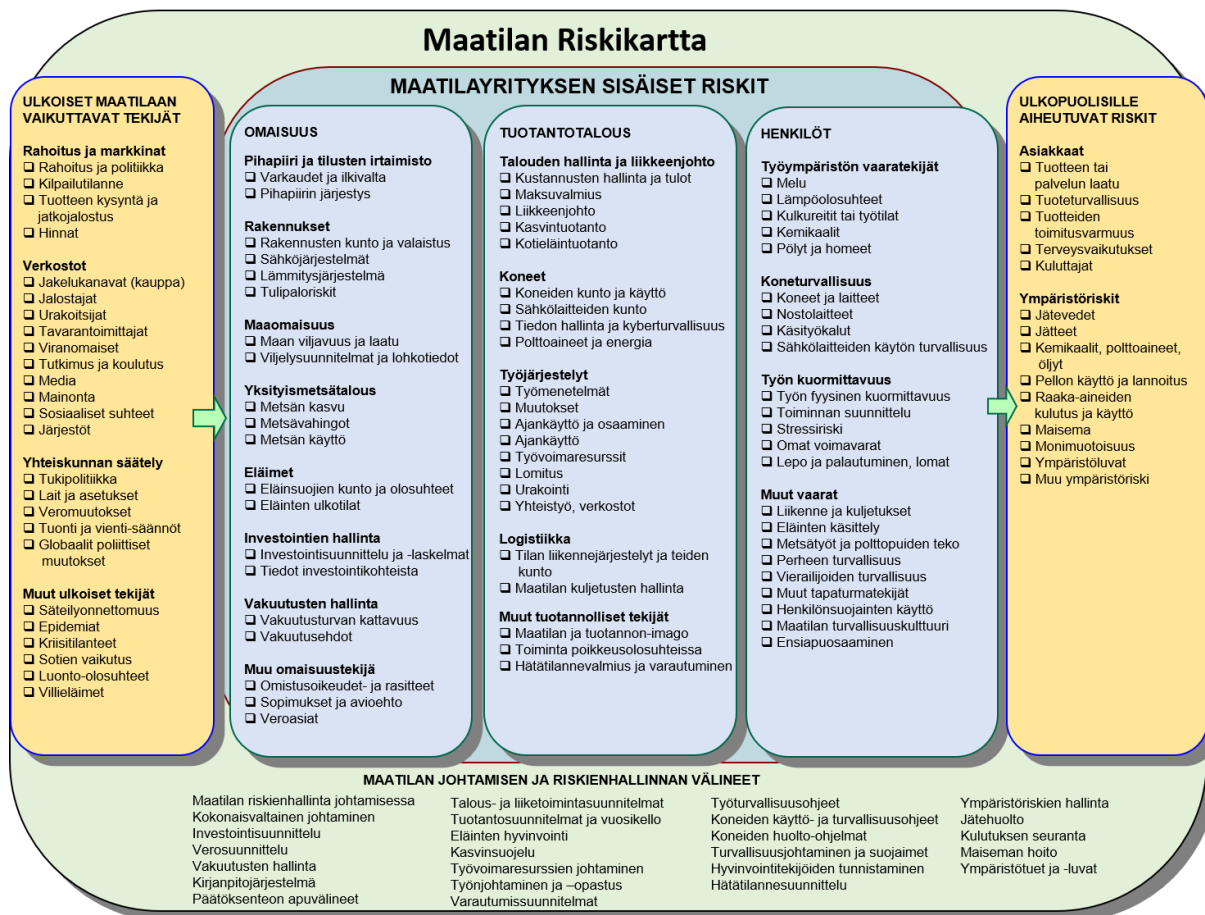 Maatilan Riskikartta
MAATILAYRITYKSEN SISÄISET RISKIT
ULKOISET MAATILAAN
VAIKUTTAVAT TEKIJÄT
Rahoitus ja markkinat
❑ Rahoitus ja politiikka
❑ Kilpailutilanne
❑ Tuotteen kysyntä ja
jatkojalostus
❑ Hinnat
Verkostot
❑ Jakelukanavat (kauppa)
❑ Jalostajat
❑ Urakoitsijat
❑ Tavarantoimittajat
❑ Viranomaiset
❑ Tutkimus ja koulutus
❑ Media
❑ Mainonta
❑ Sosiaaliset suhteet
❑ Järjestöt
Yhteiskunnan säätely
❑ Tukipolitiikka
❑ Lait ja asetukset
❑ Veromuutokset
❑ Tuonti ja vienti-säännöt
❑ Globaalit poliittiset
muutokset
Muut ulkoiset tekijät
❑ Säteilyonnettomuus
❑ Epidemiat
❑ Kriisitilanteet
❑ Sotien vaikutus
❑ Luonto-olosuhteet
❑ Villieläimet
OMAISUUS
Pihapiiri ja tilusten irtaimisto
❑ Varkaudet ja ilkivalta
❑ Pihapiirin järjestys
Rakennukset
❑ Rakennusten kunto ja valaistus
❑ Sähköjärjestelmät
❑ Lämmitysjärjestelmä
❑ Tulipaloriskit
Maaomaisuus
❑ Maan viljavuus ja laatu
❑ Viljelysuunnitelmat ja lohkotiedot
Yksityismetsätalous
❑ Metsän kasvu
❑ Metsävahingot
❑ Metsän käyttö
Eläimet
❑ Eläinsuojien kunto ja olosuhteet
❑ Eläinten ulkotilat
Investointien hallinta
❑ Investointisuunnittelu ja -laskelmat
❑ Tiedot investointikohteista
Vakuutusten hallinta
❑ Vakuutusturvan kattavuus
❑ Vakuutusehdot
Muu omaisuustekijä
❑ Omistusoikeudet- ja rasitteet
❑ Sopimukset ja avioehto
❑ Veroasiat
TUOTANTOTALOUS
Talouden hallinta ja liikkeenjohto
❑ Kustannusten hallinta ja tulot
❑ Maksuvalmius
❑ Liikkeenjohto
❑ Kasvintuotanto
❑ Kotieläintuotanto
Koneet
❑ Koneiden kunto ja käyttö
❑ Sähkölaitteiden kunto
❑ Tiedon hallinta ja kyberturvallisuus
❑ Polttoaineet ja energia
Työjärjestelyt
❑ Työmenetelmät
❑ Muutokset
❑ Ajankäyttö ja osaaminen
❑ Ajankäyttö
❑ Työvoimaresurssit
❑ Lomitus
❑ Urakointi
❑ Yhteistyö, verkostot
Logistiikka
❑ Tilan liikennejärjestelyt ja teiden
kunto
❑ Maatilan kuljetusten hallinta
Muut tuotannolliset tekijät
❑ Maatilan ja tuotannon-imago
❑ Toiminta poikkeusolosuhteissa
❑ Hätätilannevalmius ja varautuminen
HENKILÖT
Työympäristön vaaratekijät
❑ Melu
❑ Lämpöolosuhteet
❑ Kulkureitit tai työtilat
❑ Kemikaalit
❑ Pölyt ja homeet
Koneturvallisuus
❑ Koneet ja laitteet
❑ Nostolaitteet
❑ Käsityökalut
❑ Sähkölaitteiden käytön turvallisuus
Työn kuormittavuus
❑ Työn fyysinen kuormittavuus
❑ Toiminnan suunnittelu
❑ Stressiriski
❑ Omat voimavarat
❑ Lepo ja palautuminen, lomat
Muut vaarat
❑ Liikenne ja kuljetukset
❑ Eläinten käsittely
❑ Metsätyöt ja polttopuiden teko
❑ Perheen turvallisuus
❑ Vierailijoiden turvallisuus
❑ Muut tapaturmatekijät
❑ Henkilönsuojainten käyttö
❑ Maatilan turvallisuuskulttuuri
❑ Ensiapuosaaminen
ULKOPUOLISILLE
AIHEUTUVAT RISKIT
Asiakkaat
❑ Tuotteen tai
palvelun laatu
❑ Tuoteturvallisuus
❑ Tuotteiden
toimitusvarmuus
❑ Terveysvaikutukset
❑ Kuluttajat
Ympäristöriskit
❑ Jätevedet
❑ Jätteet
❑ Kemikaalit, polttoaineet,
öljyt
❑ Pellon käyttö ja lannoitus
❑ Raaka-aineiden
kulutus ja käyttö
❑ Maisema
❑ Monimuotoisuus
❑ Ympäristöluvat
❑ Muu ympäristöriski
MAATILAN JOHTAMISEN JA RISKIENHALLINNAN VÄLINEET
Maatilan riskienhallinta johtamisessa
Kokonaisvaltainen johtaminen
Investointisuunnittelu
Verosuunnittelu
Vakuutusten hallinta
Kirjanpitojärjestelmä
Päätöksenteon apuvälineet
Talous- ja liiketoimintasuunnitelmat
Tuotantosuunnitelmat ja vuosikello
Eläinten hyvinvointi
Kasvinsuojelu
Työvoimaresurssien johtaminen
Työnjohtaminen ja –opastus
Varautumissuunnitelmat
Työturvallisuusohjeet
Koneiden käyttö- ja turvallisuusohjeet
Koneiden huolto-ohjelmat
Turvallisuusjohtaminen ja suojaimet
Hyvinvointitekijöiden tunnistaminen
Hätätilannesuunnittelu
Ympäristöriskien hallinta
Jätehuolto
Kulutuksen seuranta
Maiseman hoito
Ympäristötuet ja -luvat